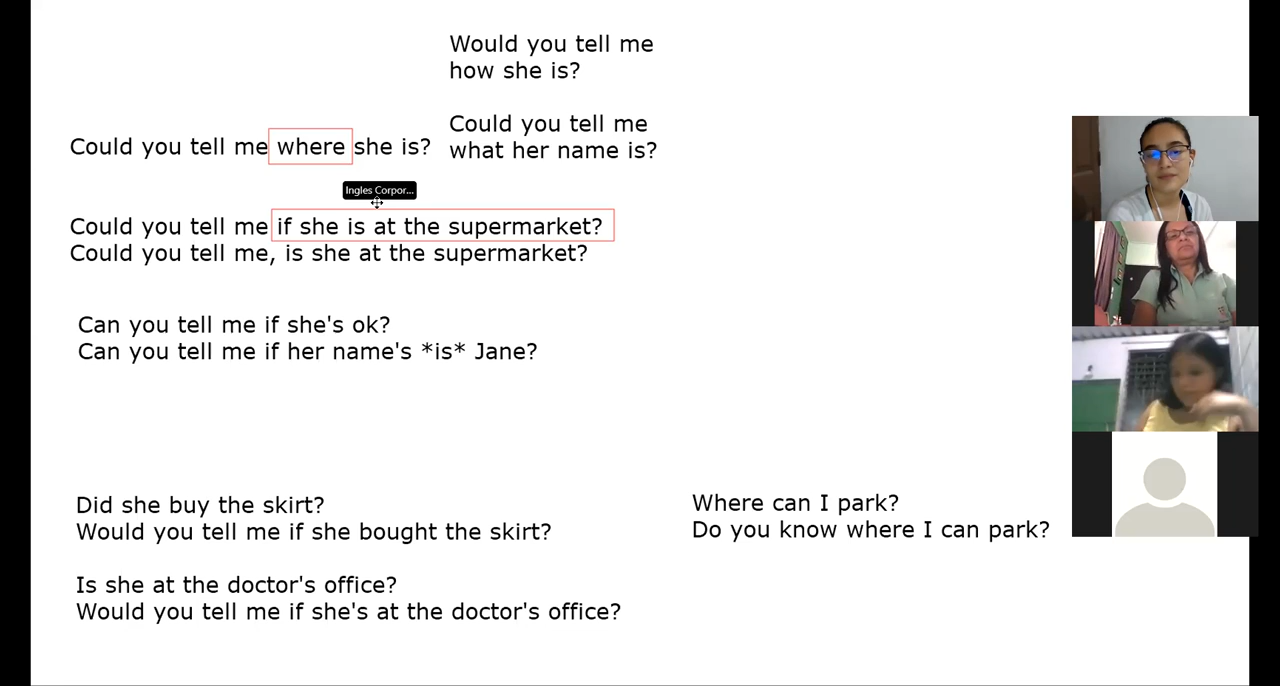 Would you tell me
how she is?
Could you tell me
what her name is?
Could you tell me where she is?
Ingles Corpor...
Could you tell me if she is at the supermarket?
Could you tell me, is she at the supermarket?
Can you tell me if she's ok?
Can you tell me if her name's *is* Jane?
Did she buy the skirt?
Would you tell me if she bought the skirt?
Is she at the doctor's office?
Would you tell me if she's at the doctor's office?
Where can I park?
Do you know where I can park?